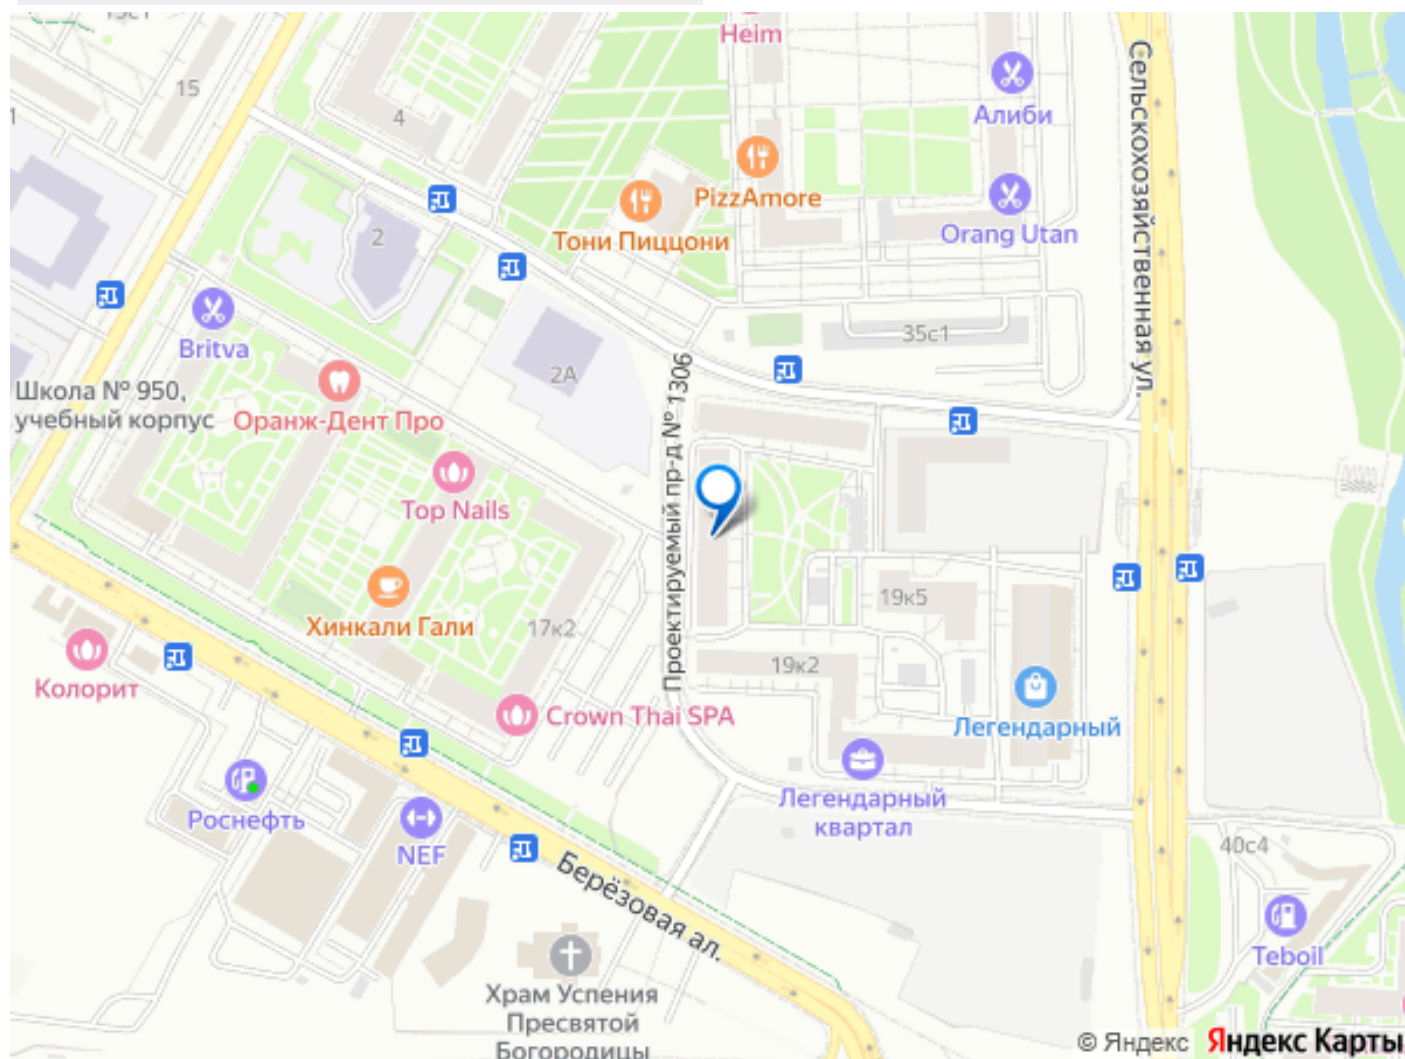 15с1
15
4
Heim
Алиби
Сельскохозяйственная ул.
PizzAmore
Тони Пиццони
Orang Utan
2
Britva
35с1
2А
Школа № 950,
учебный корпус
Оранж-Дент Про
Top Nails
Проектируемый пр-д № 1306
Хинкали Гали
17к2
19к5
19к2
Колорит
Crown Thai SPA
Легендарный
Легендарный
квартал
Роснефть
NEF
Берёзовая ал.
40с4
Teboil
Храм Успения
Пресвятой
Богородицы
© Яндекс Яндекс Карты